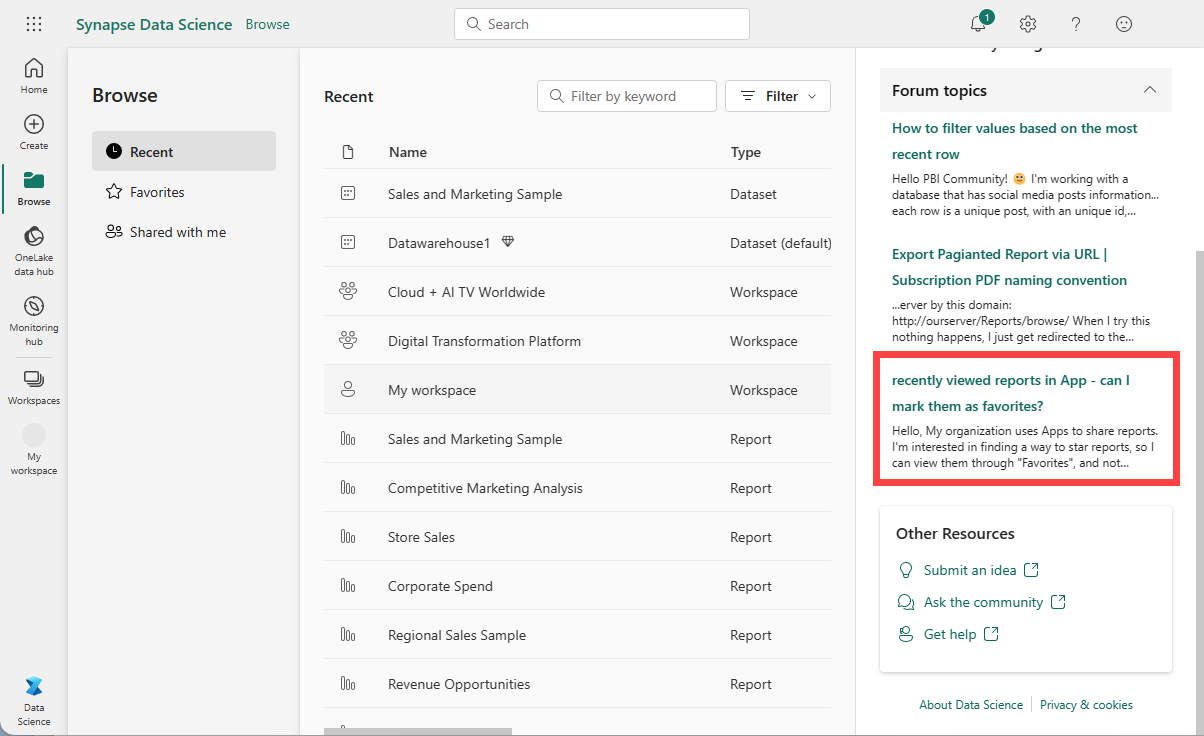 Synapse Data Science
Browse
Search
1
Home
Create
Browse
OneLake
data hub
Monitoring
hub
Workspaces
My
workspace
Data
Science
Browse
Recent
Favorites
Shared with me
Recent
Filter by keyword
Filter
Name Type
Sales and Marketing Sample Dataset
Datawarehouse1 Dataset (default)
Cloud + AI TV Worldwide Workspace
Digital Transformation Platform Workspace
My workspace Workspace
Sales and Marketing Sample Report
Competitive Marketing Analysis Report
Store Sales Report
Corporate Spend Report
Regional Sales Sample Report
Revenue Opportunities Report
Forum topics
How to filter values based on the most
recent row
Hello PBI Community! 🙂 I'm working with a
database that has social media posts information...
each row is a unique post, with an unique id,...
Export Pagianted Report via URL |
Subscription PDF naming convention
...erver by this domain:
http://ourserver/Reports/browse/ When I try this
nothing happens, I just get redirected to the...
recently viewed reports in App - can I
mark them as favorites?
Hello, My organization uses Apps to share reports.
I'm interested in finding a way to star reports, so I
can view them through "Favorites", and not...
Other Resources
Submit an idea
Ask the community
Get help
About Data Science
Privacy & cookies